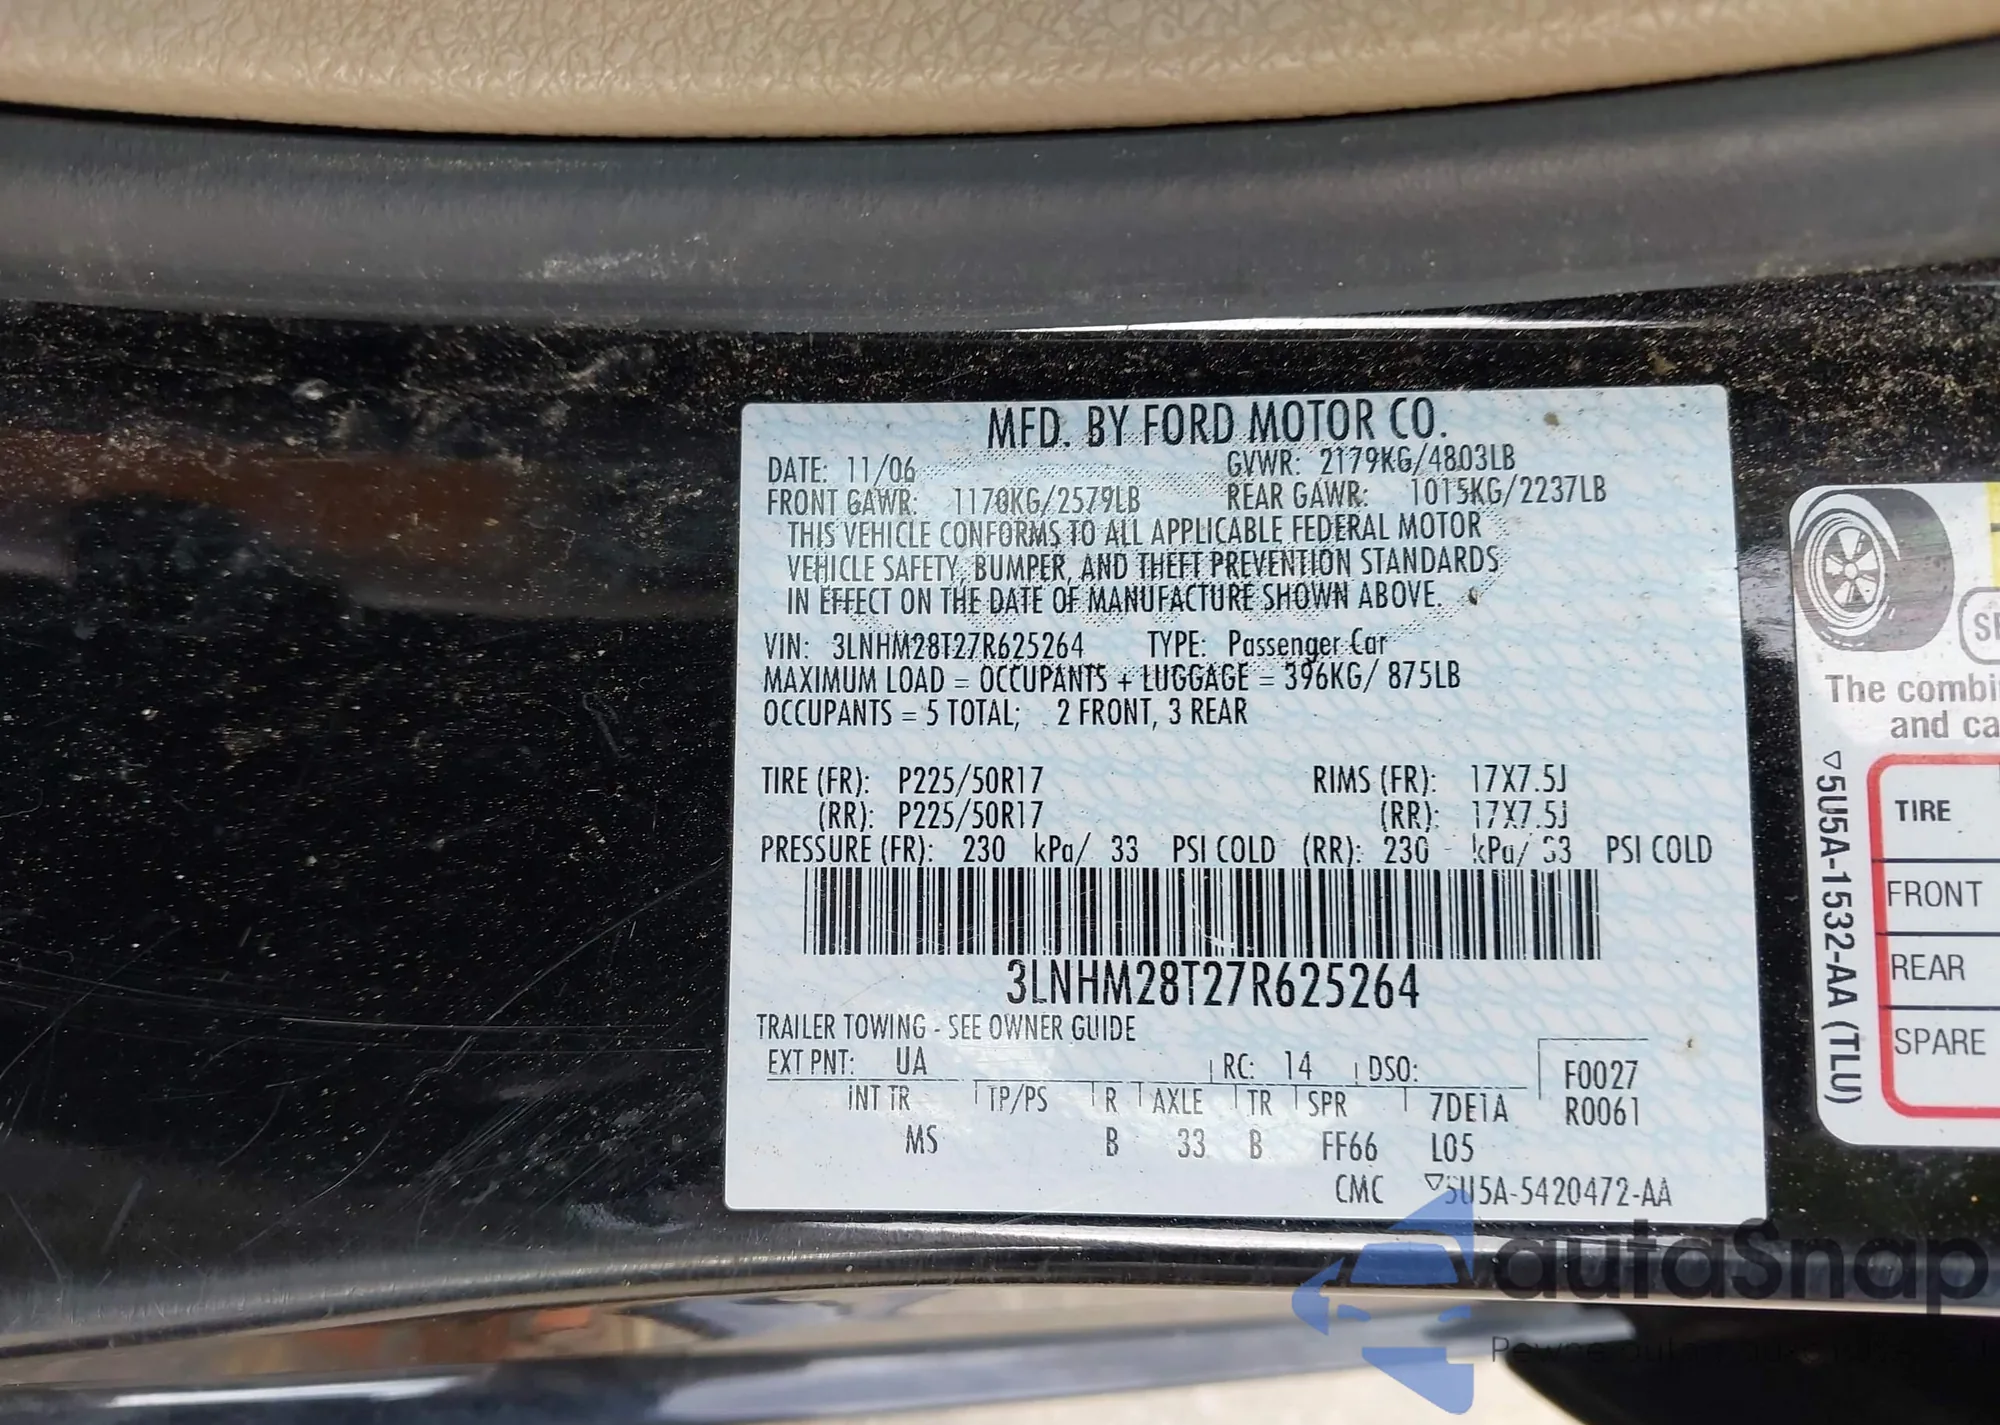 MFD. BY FORD MOTOR CO.
DATE: 11/06 GVWR: 2179KG/4803LB
FRONT GAWR: 1170KG/2579LB REAR GAWR: 1015KG/2237LB
THIS VEHICLE CONFORMS TO ALL APPLICABLE FEDERAL MOTOR
VEHICLE SAFETY, BUMPER, AND THEFT PREVENTION STANDARDS
IN EFFECT ON THE DATE OF MANUFACTURE SHOWN ABOVE.
VIN: 3LNHM28T27R625264 TYPE: Passenger Car
MAXIMUM LOAD = OCCUPANTS + LUGGAGE = 396KG/ 875LB
OCCUPANTS = 5 TOTAL; 2 FRONT, 3 REAR
TIRE (FR): P225/50R17 RIMS (FR): 17X7.5J
(RR): P225/50R17 (RR): 17X7.5J
PRESSURE (FR): 230 kPa/ 33 PSI COLD (RR): 230 kPa/ 33 PSI COLD
3LNHM28T27R625264
TRAILER TOWING - SEE OWNER GUIDE
EXT PNT: UA RC: 14 DSO: F0027
INT TR TP/PS R AXLE TR SPR 7DE1A R0061
MS B 33 B FF66 L05
CMC ▽5U5A-5420472-AA
The combi
and ca
▽5U5A-1532-AA (TLU)
TIRE
FRONT
REAR
SPARE
autaSnap